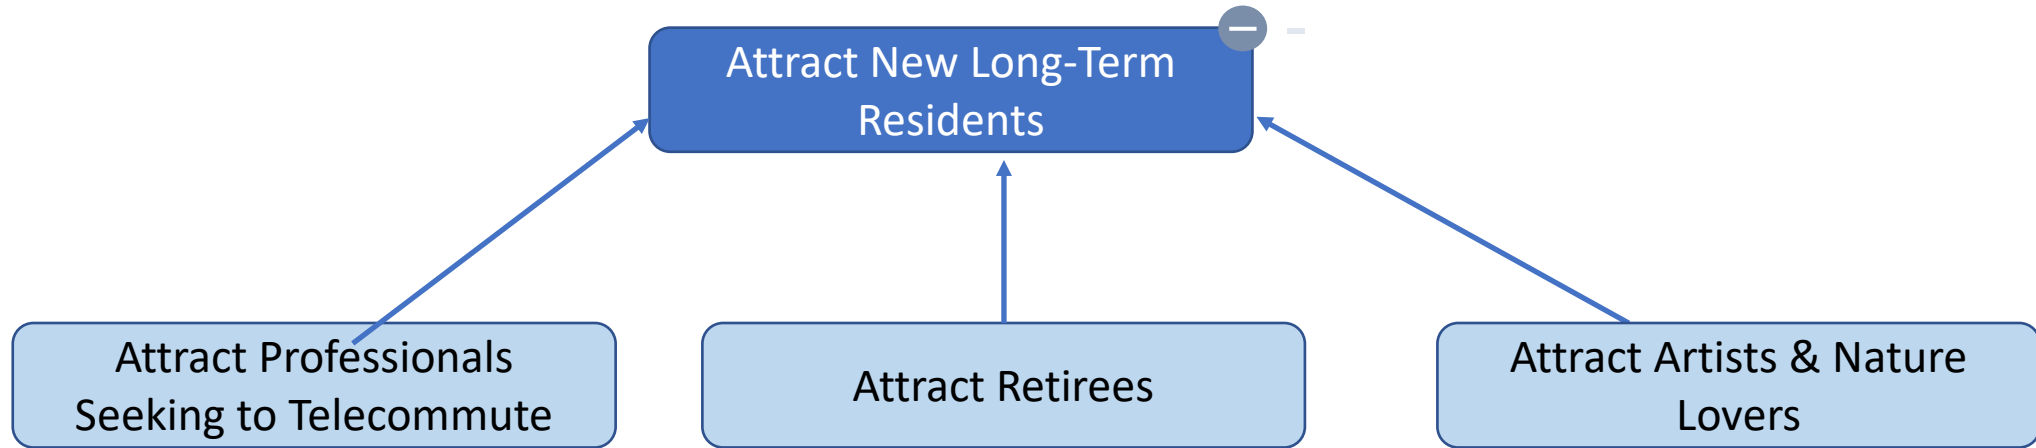 Attract New Long-Term
Residents
Attract Professionals
Seeking to Telecommute
Attract Retirees
Attract Artists & Nature
Lovers